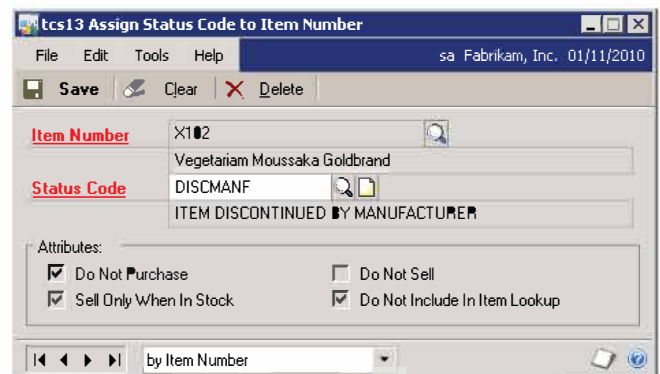 tcs13 Assign Status Code to Item Number
File Edit Tools Help sa Fabrikam, Inc. 01/11/2010
Save Clear Delete
Item Number X102
Vegetariam Moussaka Goldbrand
Status Code DISCMANF
ITEM DISCONTINUED BY MANUFACTURER
Attributes:
Do Not Purchase Do Not Sell
Sell Only When In Stock Do Not Include In Item Lookup
by Item Number